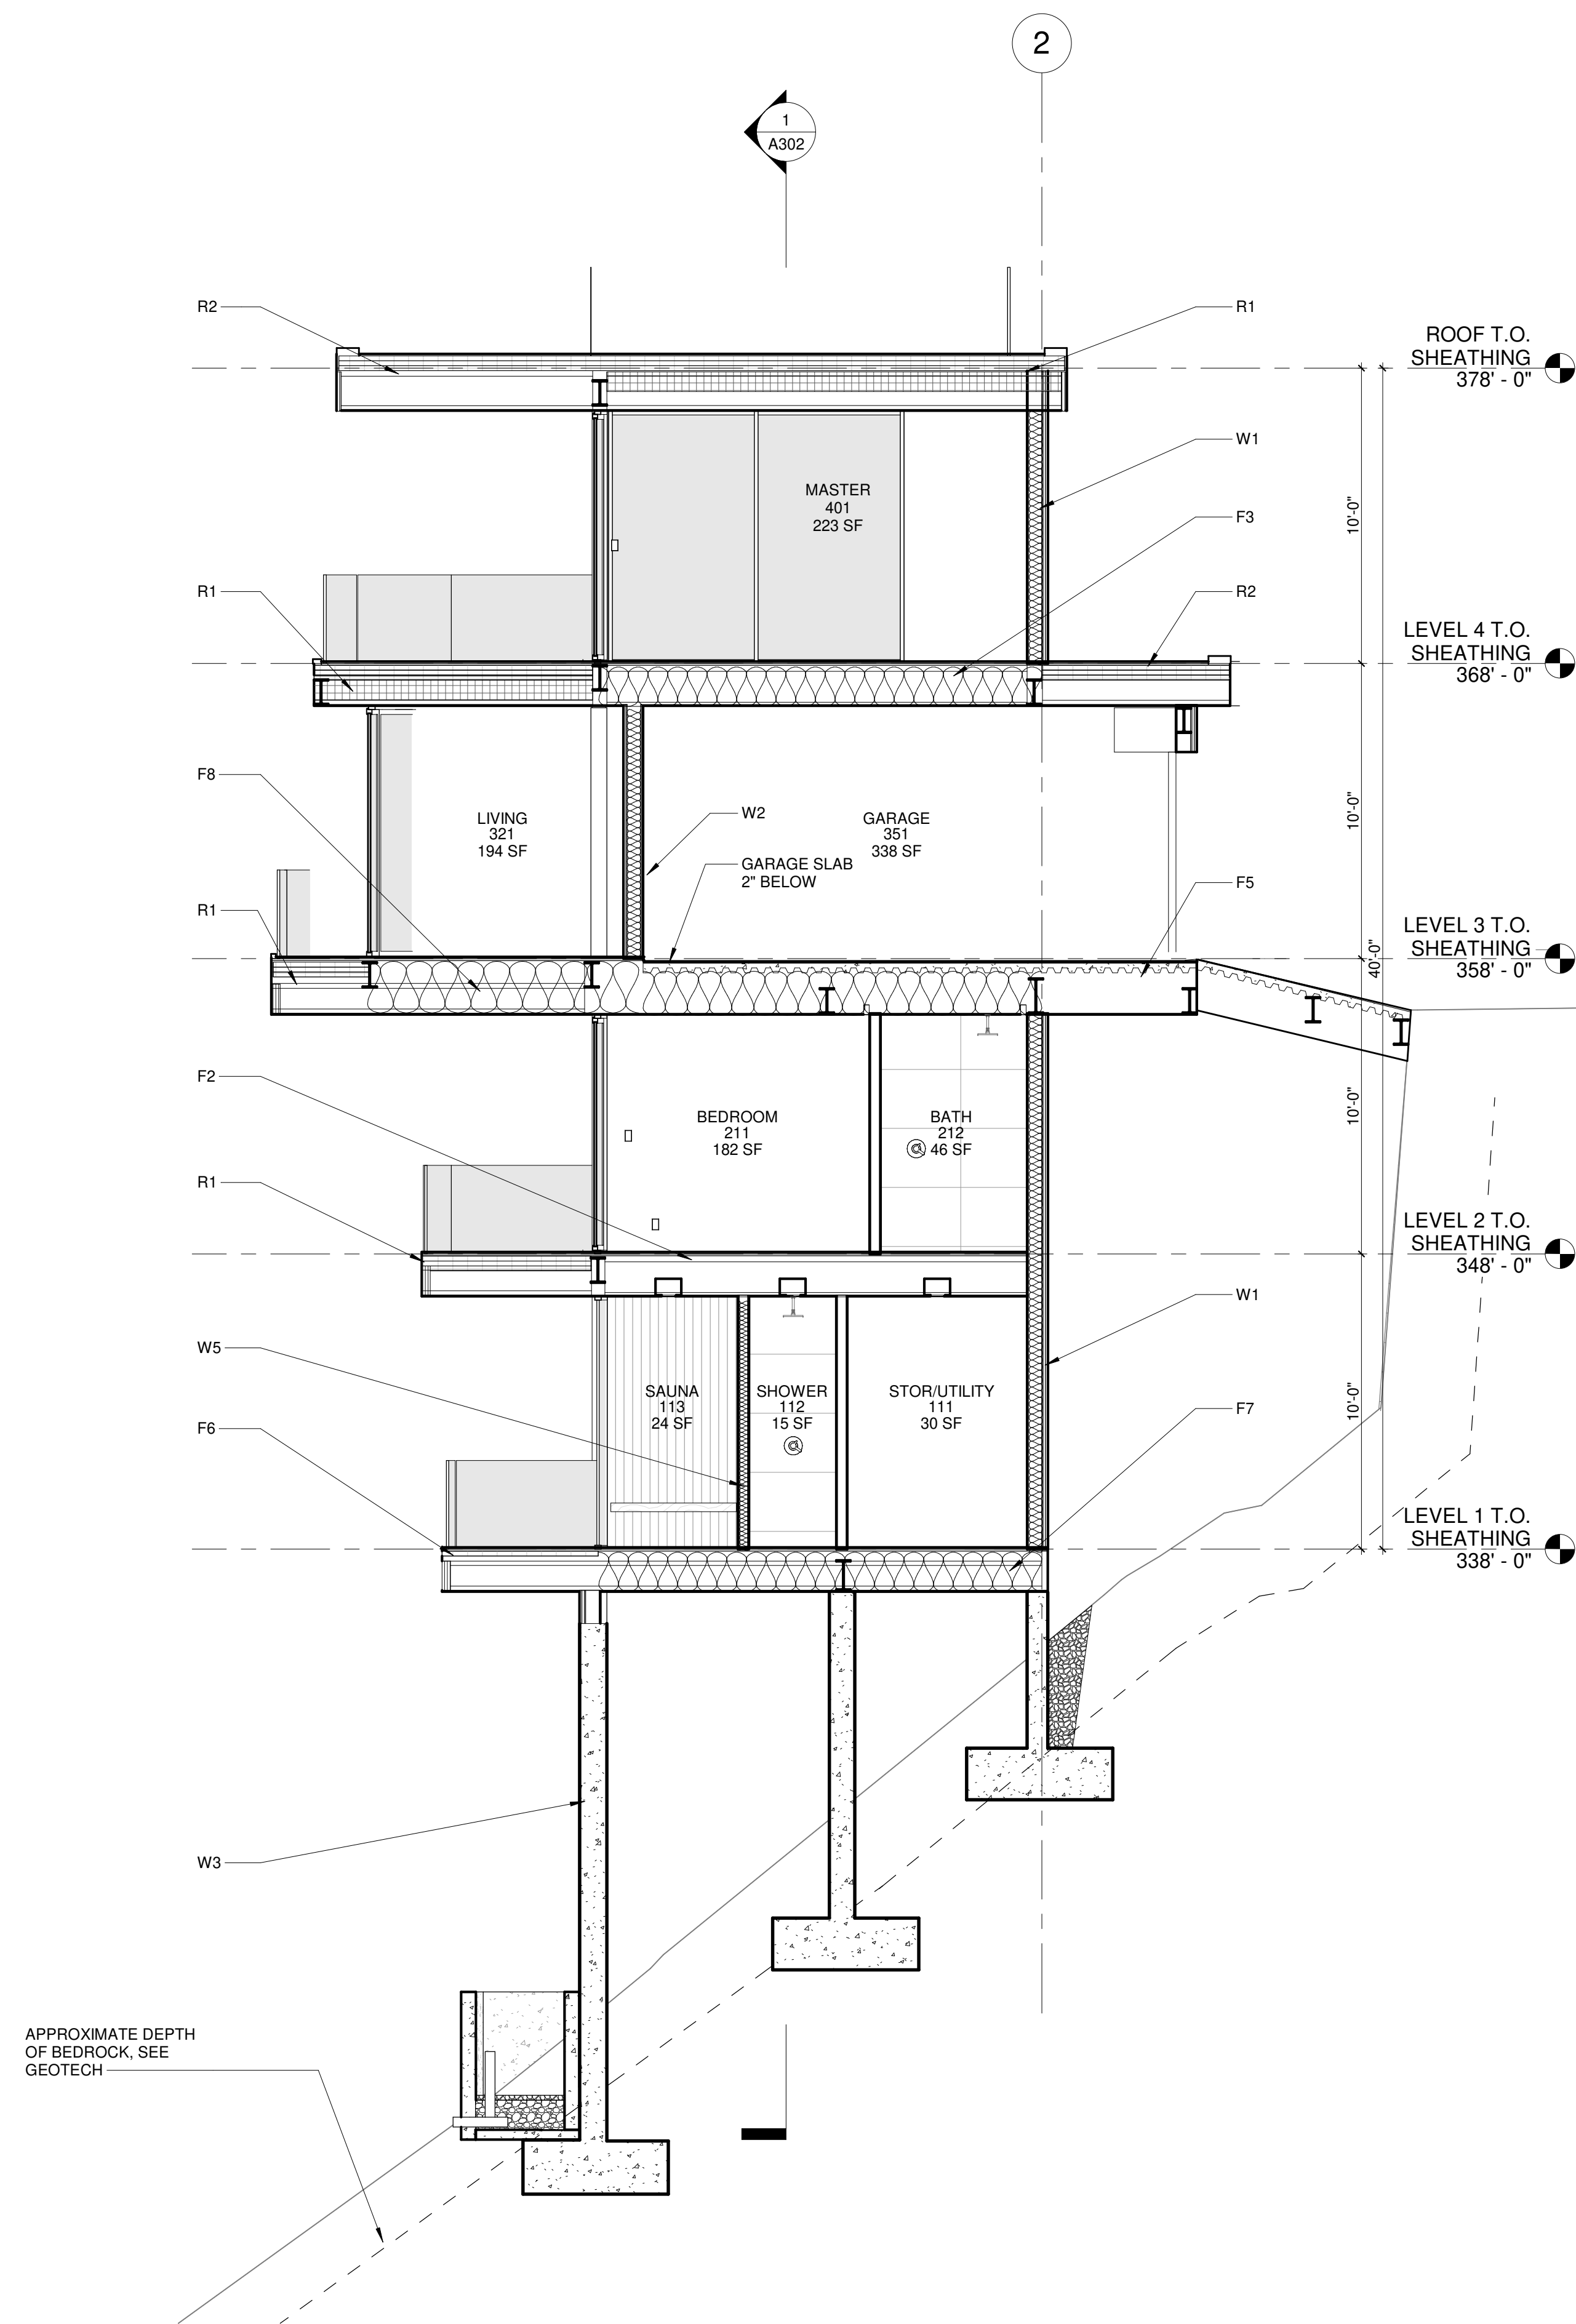 2
1
A302
R2
R1
ROOF T.O.
SHEATHING
378' - 0"
W1
MASTER
401
223 SF
10'-0"
F3
R1
R2
LEVEL 4 T.O.
SHEATHING
368' - 0"
F8
LIVING
321
194 SF
W2
GARAGE
351
338 SF
10'-0"
GARAGE SLAB
2" BELOW
F5
R1
LEVEL 3 T.O.
SHEATHING
358' - 0"
40'-0"
F2
BEDROOM
211
182 SF
BATH
212
46 SF
10'-0"
R1
LEVEL 2 T.O.
SHEATHING
348' - 0"
W1
W5
SAUNA
113
24 SF
SHOWER
112
15 SF
STOR/UTILITY
111
30 SF
10'-0"
F6
F7
LEVEL 1 T.O.
SHEATHING
338' - 0"
W3
APPROXIMATE DEPTH
OF BEDROCK, SEE
GEOTECH